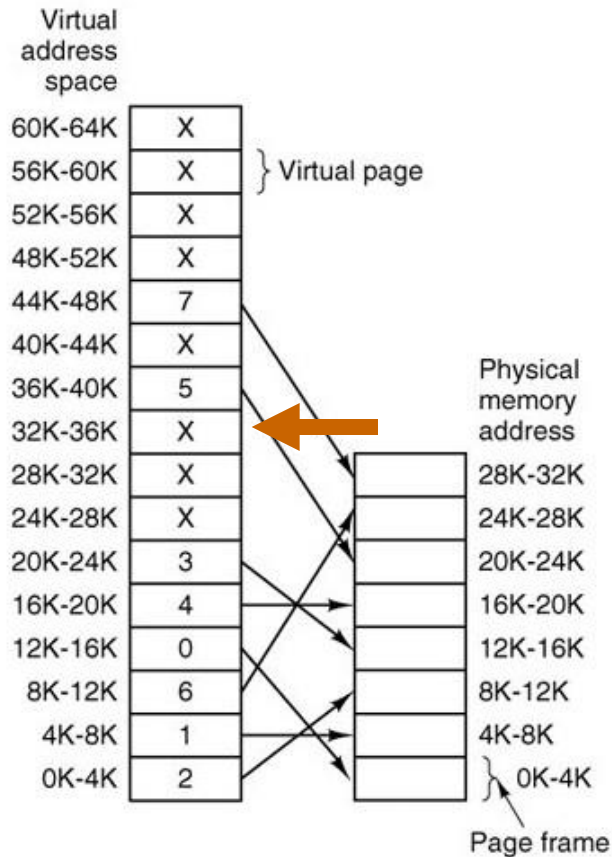 Virtual
address
space
60K-64K X
56K-60K X Virtual page
52K-56K X
48K-52K X
44K-48K 7
40K-44K X
36K-40K 5
Physical
memory
address
32K-36K X
28K-32K X 28K-32K
24K-28K X 24K-28K
20K-24K 3 20K-24K
16K-20K 4 16K-20K
12K-16K 0 12K-16K
8K-12K 6 8K-12K
4K-8K 1 4K-8K
0K-4K 2 0K-4K
Page frame